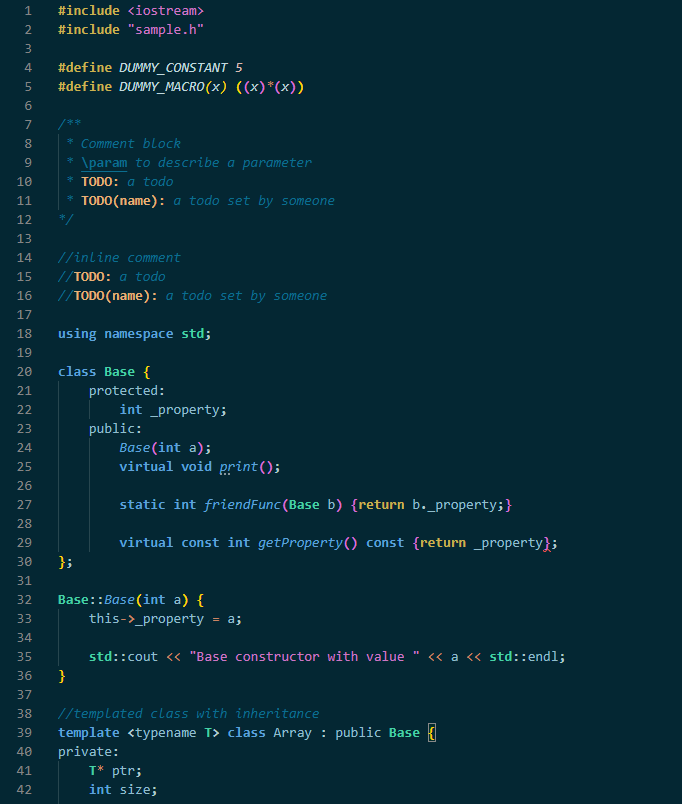 1 #include <iostream>
2 #include "sample.h"
3
4 #define DUMMY_CONSTANT 5
5 #define DUMMY_MACRO(x) ((x)*(x))
6
7 /**
8  * Comment block
9  * \param to describe a parameter
10  * TODO: a todo
11  * TODO(name): a todo set by someone
12 */
13
14 //inline comment
15 //TODO: a todo
16 //TODO(name): a todo set by someone
17
18 using namespace std;
19
20 class Base {
21     protected:
22         int _property;
23     public:
24         Base(int a);
25         virtual void print();
26
27         static int friendFunc(Base b) {return b._property;}
28
29         virtual const int getProperty() const {return _property};
30 };
31
32 Base::Base(int a) {
33     this->_property = a;
34
35     std::cout << "Base constructor with value " << a << std::endl;
36 }
37
38 //templated class with inheritance
39 template <typename T> class Array : public Base {
40 private:
41     T* ptr;
42     int size;